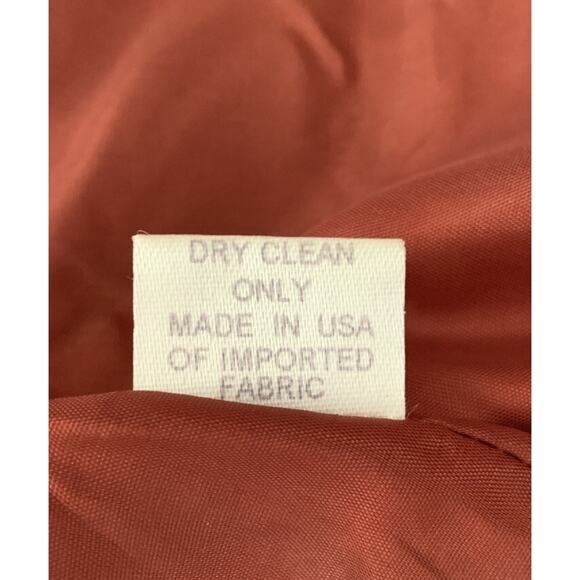 DRY CLEAN
ONLY
MADE IN USA
OF IMPORTED
FABRIC